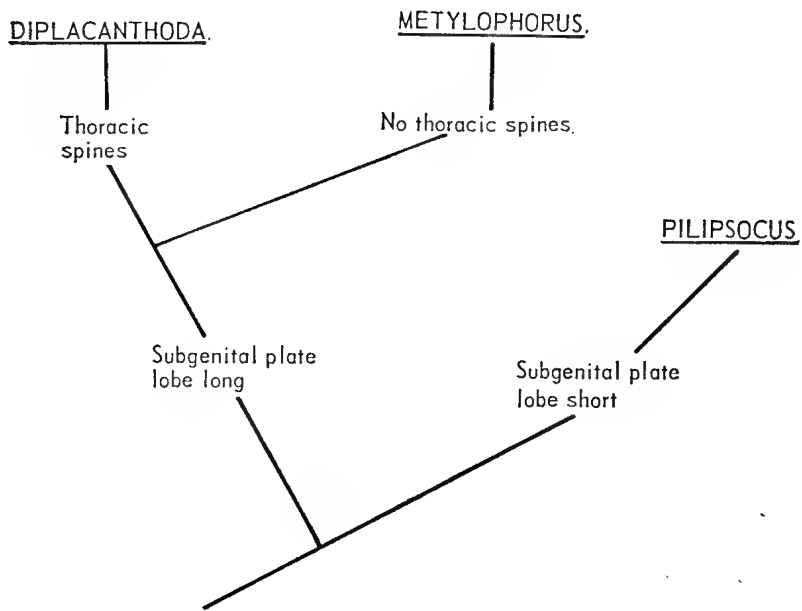 DIPLACANTHODA.
METYLOPHORUS.
Thoracic
spines
No thoracic spines.
PILIPSOCUS
Subgenital plate
lobe long
Subgenital plate
lobe short